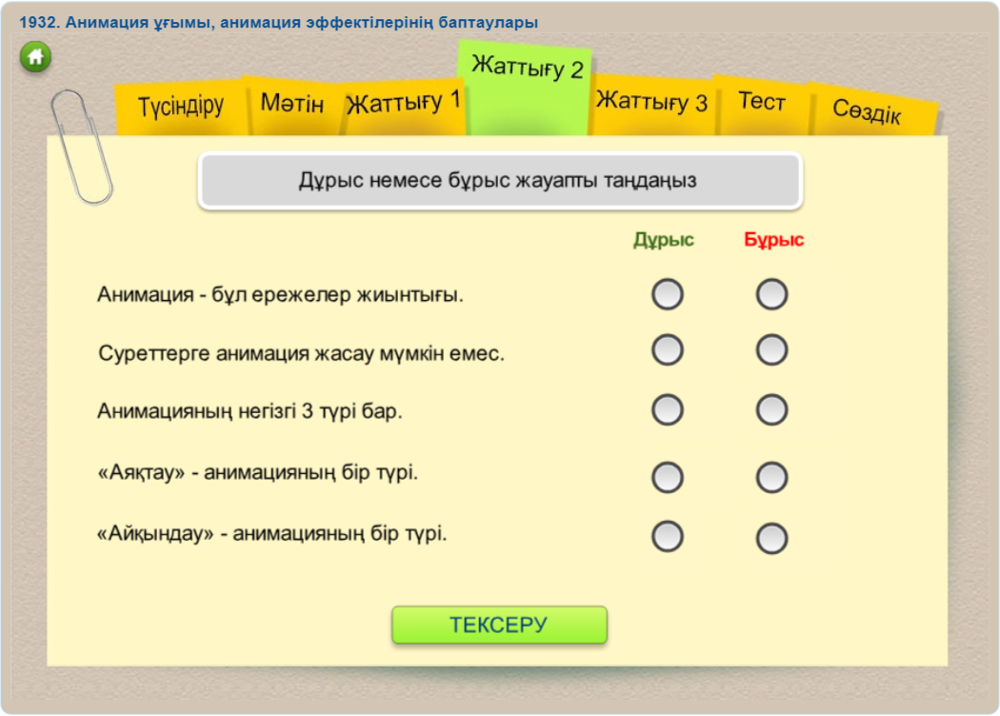 1932. Анимация ұғымы, анимация эффектілерінің баптаулары
Түсіндіру
Мәтін
Жаттығу 1
Жаттығу 2
Жаттығу 3
Тест
Сөздік
Дұрыс немесе бұрыс жауапты таңдаңыз
Дұрыс Бұрыс
Анимация - бұл ережелер жиынтығы.
Суреттерге анимация жасау мүмкін емес.
Анимацияның негізгі 3 түрі бар.
«Аяқтау» - анимацияның бір түрі.
«Айқындау» - анимацияның бір түрі.
ТЕКСЕРУ